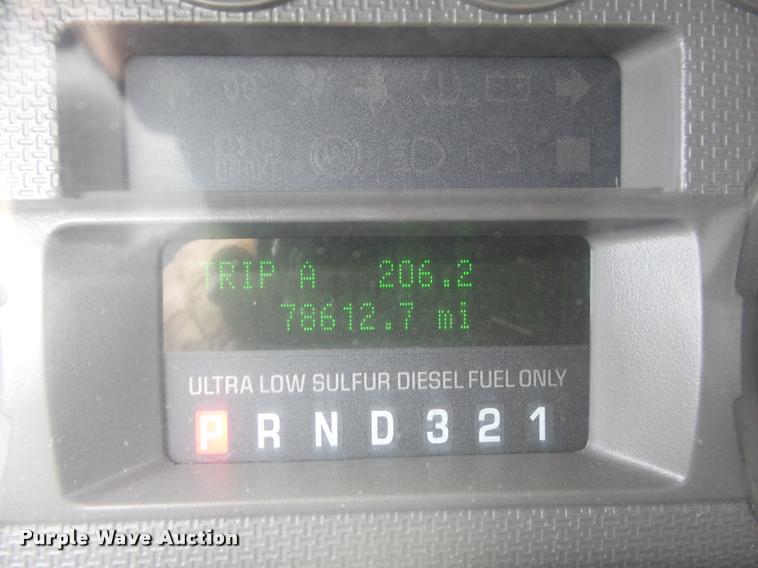 TRIP A 206.2
78612.7 mi
ULTRA LOW SULFUR DIESEL FUEL ONLY
P R N D 3 2 1
Purple Wave Auction